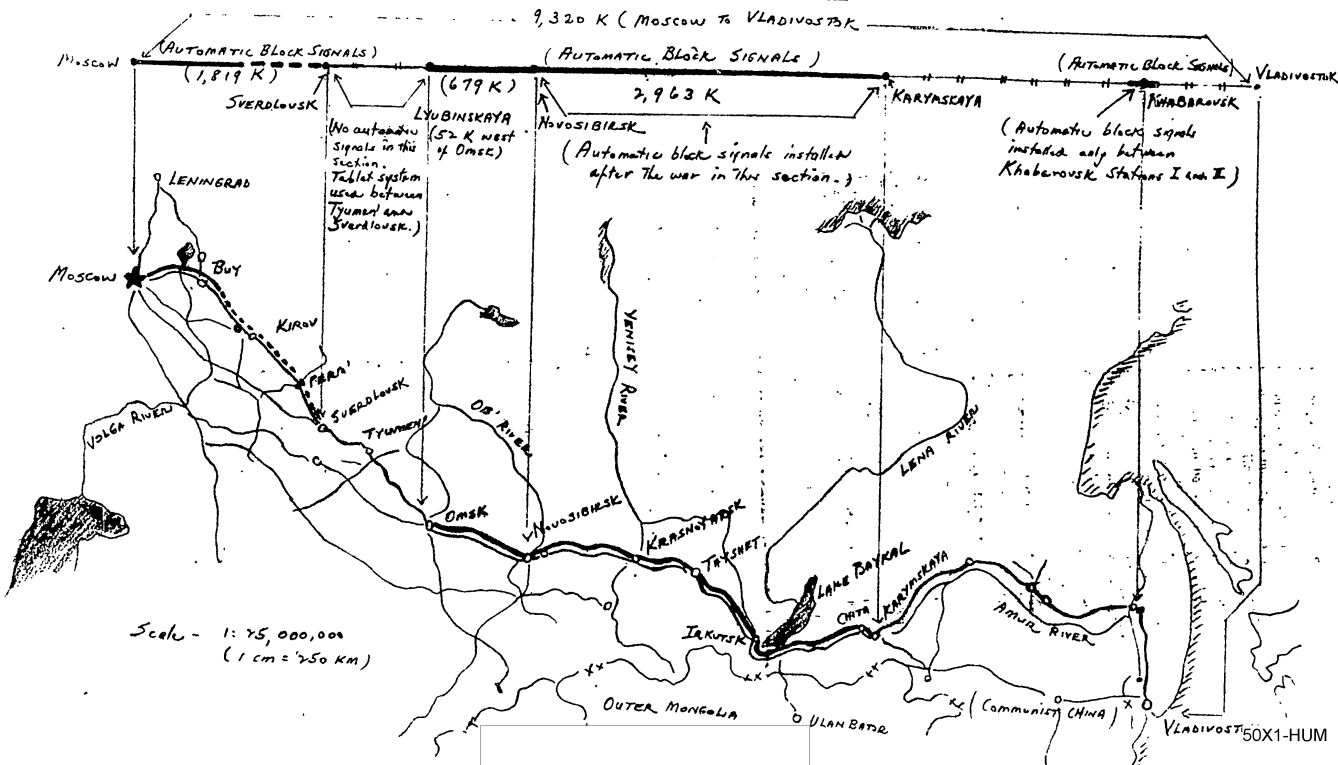 9,320 K (MOSCOW TO VLADIVOSTOK
MOSCOW
(AUTOMATIC BLOCK SIGNALS)
(AUTOMATIC BLOCK SIGNALS)
(AUTOMATIC BLOCK SIGNALS)
VLADIVOSTOK
(1,819 K)
(679 K)
2,963 K
SVERDLOVSK
LYUBINSKAYA
(52 K west
of OMSK)
NOVOSIBIRSK
KARYMSKAYA
KHABAROVSK
(No automatic
signals in this
section.
Tablet system
used between
Tyumen' and
Sverdlovsk.)
(Automatic block signals installed
after the war in this section.)
(Automatic block signals
installed only between
Khabarovsk Stations I and II)
LENINGRAD
MOSCOW
BUY
KIROV
PERM'
SVERDLOVSK
TYUMEN'
VOLGA RIVER
OB' RIVER
YENISEY RIVER
LENA RIVER
OMSK
NOVOSIBIRSK
KRASNOYARSK
TAYSHET
LAKE BAYKAL
IRKUTSK
CHITA
KARYMSKAYA
AMUR RIVER
Scale - 1:25,000,000
(1 cm = 250 KM)
OUTER MONGOLIA
ULAN BATOR
(COMMUNIST CHINA)
VLADIVOST
50X1-HUM